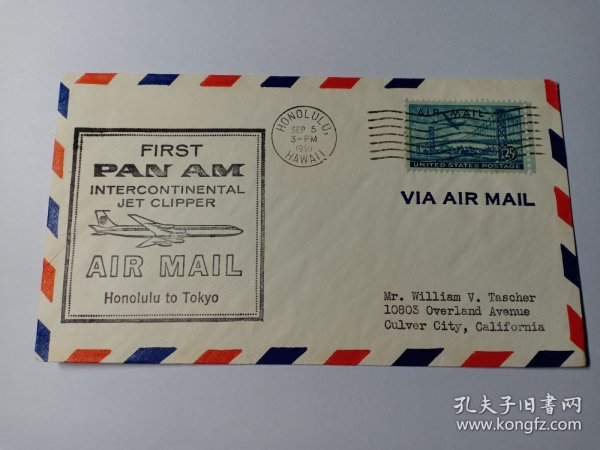 FIRST
PAN AM
INTERCONTINENTAL
JET CLIPPER
AIR MAIL
Honolulu to Tokyo
HONOLULU,
SEP 5
3-PM
1959
HAWAII
AIR MAIL
25¢
UNITED STATES POSTAGE
VIA AIR MAIL
Mr. William V. Tascher
10803 Overland Avenue
Culver City, California
孔夫子旧书网
www.kongfz.com